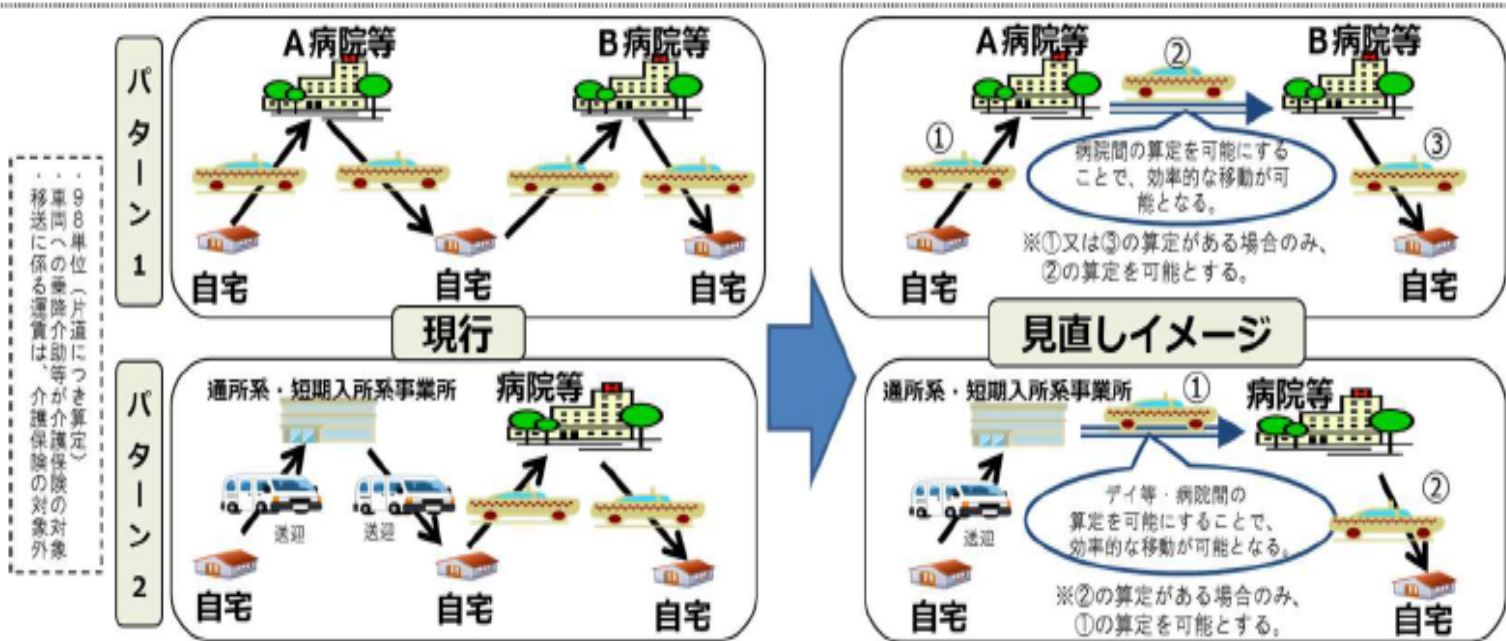 ・98単位（片道につき算定）
・車両への乗降介助等が介護保険の対象
・移送に係る運賃は、介護保険の対象外
パターン1
A病院等
B病院等
自宅
自宅
自宅
現行
パターン2
通所系・短期入所系事業所
病院等
送迎
送迎
自宅
自宅
自宅
A病院等
②
B病院等
①
病院間の算定を可能にする
ことで、効率的な移動が可
能となる。
③
※①又は③の算定がある場合のみ、
②の算定を可能とする。
自宅
自宅
見直しイメージ
通所系・短期入所系事業所
①
病院等
デイ等・病院間の
算定を可能にすることで、
効率的な移動が可能となる。
②
送迎
自宅
※②の算定がある場合のみ、
①の算定を可能とする。
自宅